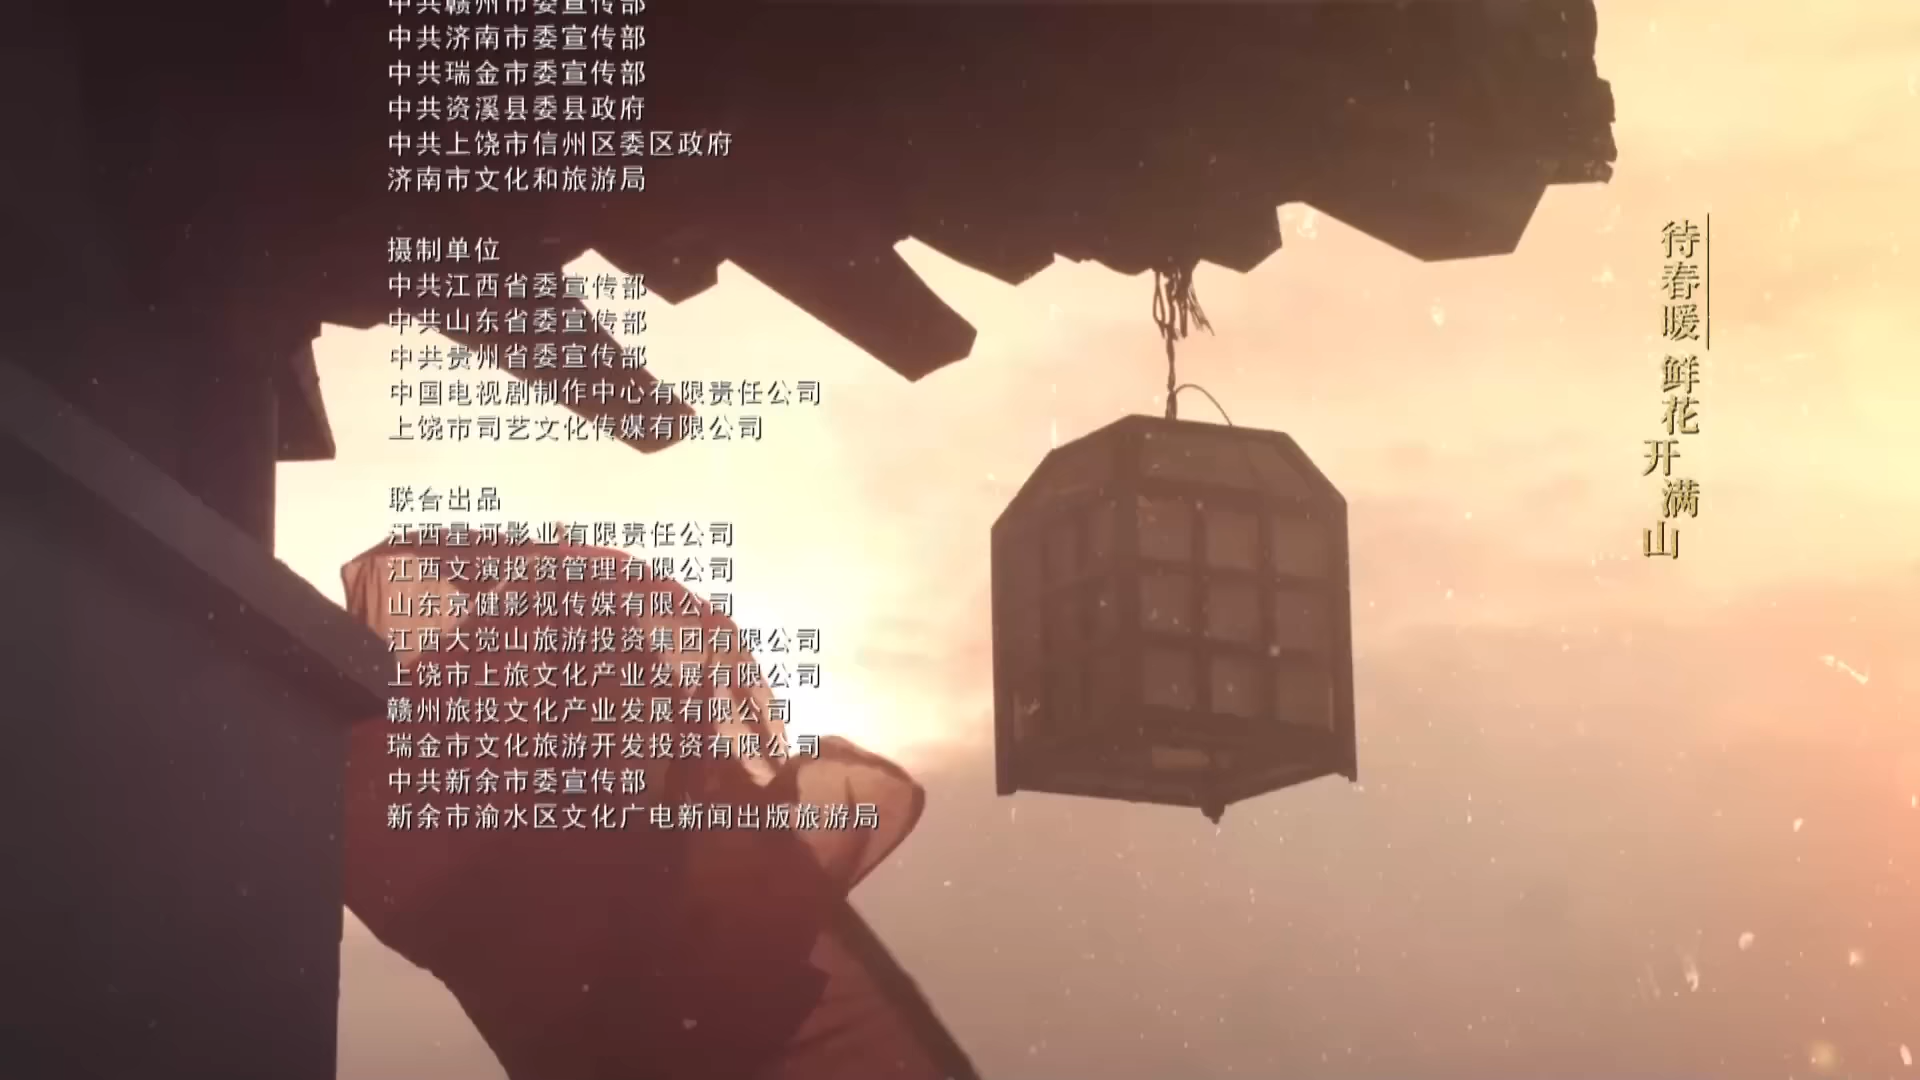 中共赣州市委宣传部
中共济南市委宣传部
中共瑞金市委宣传部
中共资溪县委县政府
中共上饶市信州区委区政府
济南市文化和旅游局
摄制单位
中共江西省委宣传部
中共山东省委宣传部
中共贵州省委宣传部
中国电视剧制作中心有限责任公司
上饶市司艺文化传媒有限公司
联合出品
江西星河影业有限责任公司
江西文演投资管理有限公司
山东京健影视传媒有限公司
江西大觉山旅游投资集团有限公司
上饶市上旅文化产业发展有限公司
赣州旅投文化产业发展有限公司
瑞金市文化旅游开发投资有限公司
中共新余市委宣传部
新余市渝水区文化广电新闻出版旅游局
待春暖 鲜花开满山